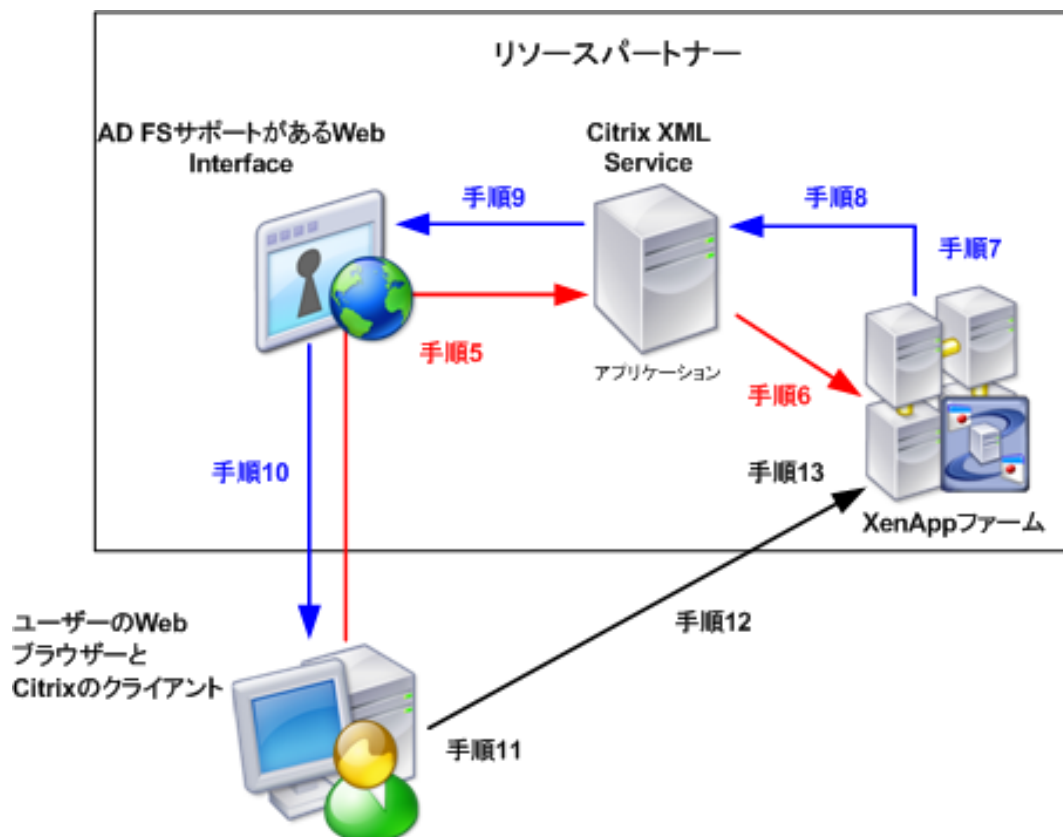 リソースパートナー
AD FSサポートがあるWeb
Interface
Citrix XML
Service
手順9
手順8
手順7
手順5
アプリケーション
手順6
手順10
手順13
XenAppファーム
ユーザーのWeb
ブラウザーと
Citrixのクライアント
手順12
手順11